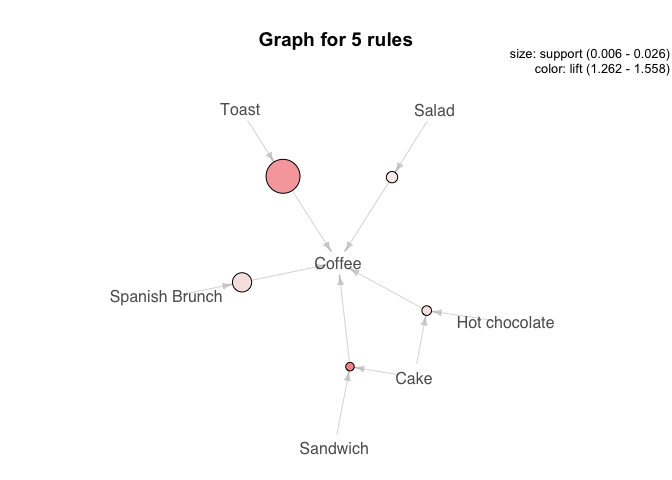 Graph for 5 rules
size: support (0.006 - 0.026)
color: lift (1.262 - 1.558)
Toast
Salad
Coffee
Spanish Brunch
Hot chocolate
Cake
Sandwich